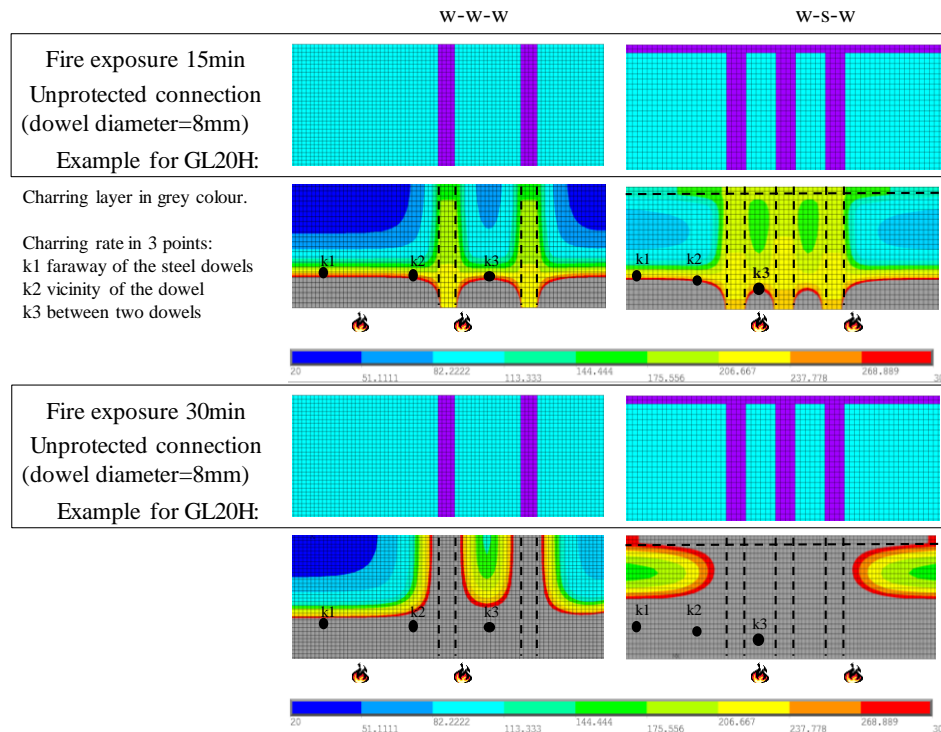 w-w-w
w-s-w
Fire exposure 15min
Unprotected connection
(dowel diameter=8mm)
Example for GL20H:
Charring layer in grey colour.
Charring rate in 3 points:
k1 faraway of the steel dowels
k2 vicinity of the dowel
k3 between two dowels
k1
k2
k3
k1
k2
k3
20
51.1111
82.2222
113.333
144.444
175.556
206.667
237.778
268.889
Fire exposure 30min
Unprotected connection
(dowel diameter=8mm)
Example for GL20H:
k1
k2
k3
k1
k2
k3
20
51.1111
82.2222
113.333
144.444
175.556
206.667
237.778
268.889